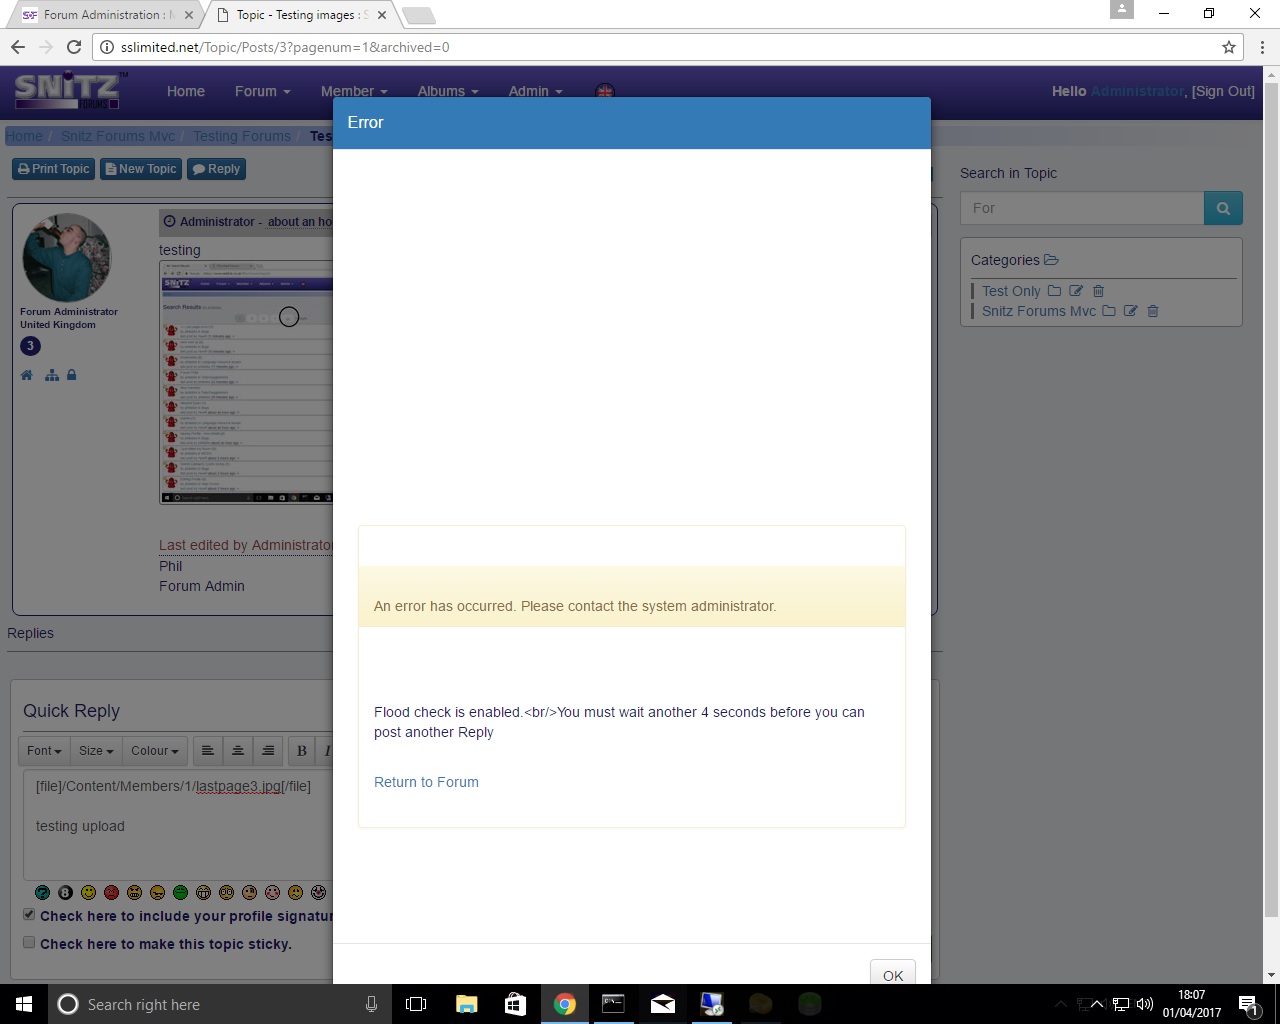 Forum Administration : M
Topic - Testing images : S
sslimited.net/Topic/Posts/3?pagenum=1&archived=0
SNiTZ™
FORUMS
Home Forum Member Albums Admin
Hello Administrator, [Sign Out]
Home / Snitz Forums Mvc / Testing Forums / Tes
Print Topic New Topic Reply
Administrator - about an ho
testing
Search Results
Forum Administrator
United Kingdom
3
Last edited by Administrator
Phil
Forum Admin
Replies
Quick Reply
Font Size Colour B I
[file]/Content/Members/1/lastpage3.jpg[/file]
testing upload
Check here to include your profile signatur
Check here to make this topic sticky.
Error
An error has occurred. Please contact the system administrator.
Flood check is enabled.<br/>You must wait another 4 seconds before you can
post another Reply
Return to Forum
OK
Search in Topic
For
Categories
Test Only
Snitz Forums Mvc
Search right here
18:07
01/04/2017
1